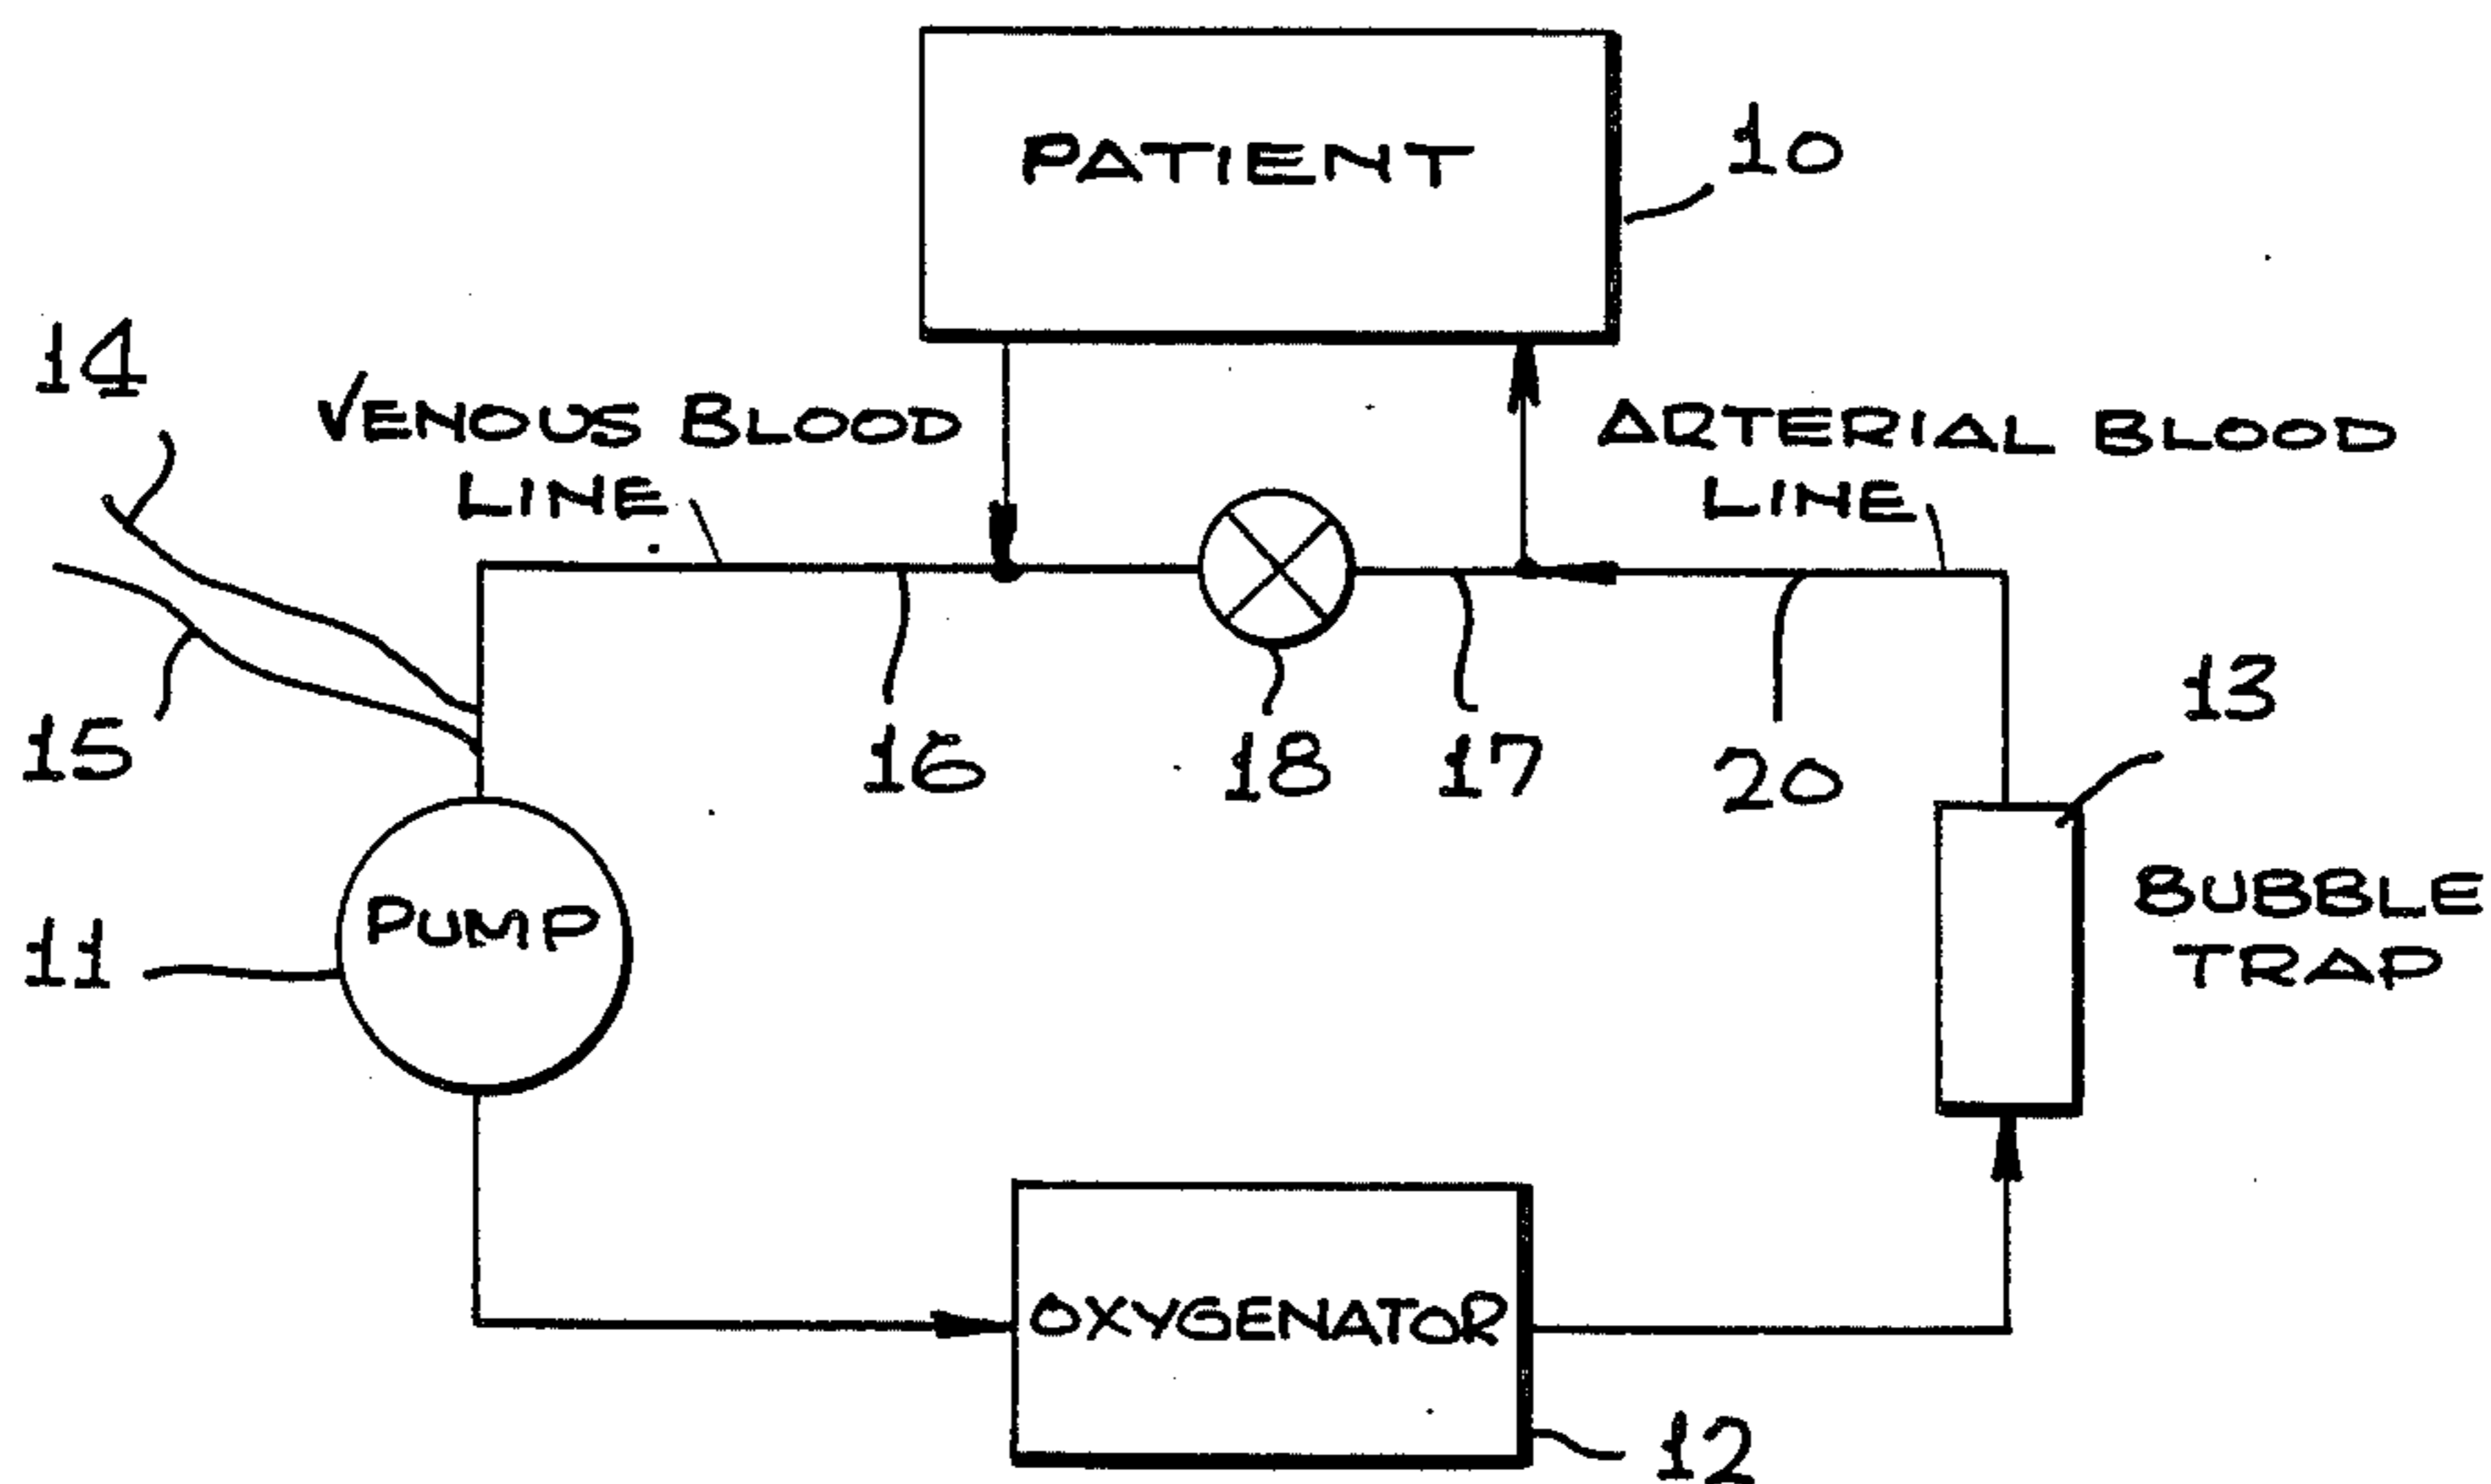 PATIENT
10
14
VENOUS BLOOD
LINE
ARTERIAL BLOOD
LINE
15
16
18
17
20
13
PUMP
11
BUBBLE
TRAP
OXYGENATOR
12